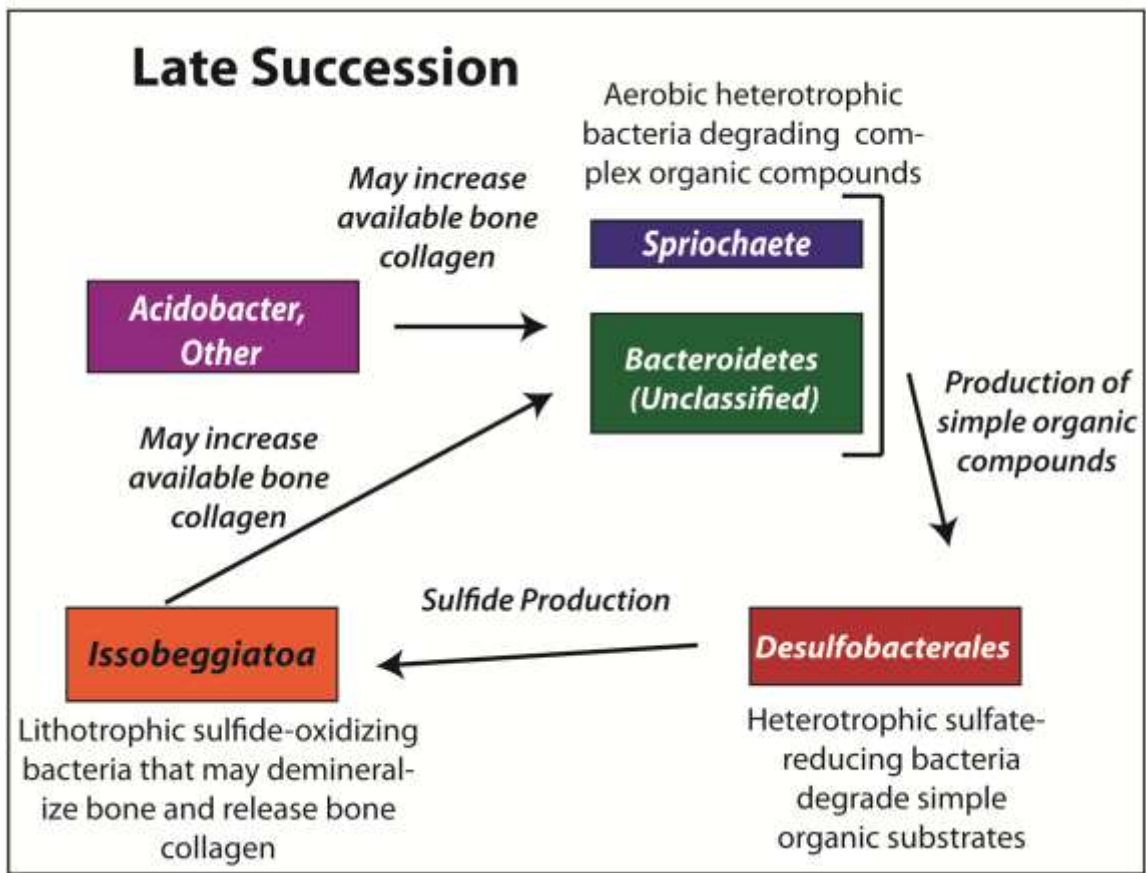 Late Succession
Aerobic heterotrophic
bacteria degrading com-
plex organic compounds
May increase
available bone
collagen
Spriochaete
Acidobacter,
Other
Bacteroidetes
(Unclassified)
Production of
simple organic
compounds
May increase
available bone
collagen
Sulfide Production
Issobeggiatoa
Desulfobacterales
Lithotrophic sulfide-oxidizing
bacteria that may demineral-
ize bone and release bone
collagen
Heterotrophic sulfate-
reducing bacteria
degrade simple
organic substrates